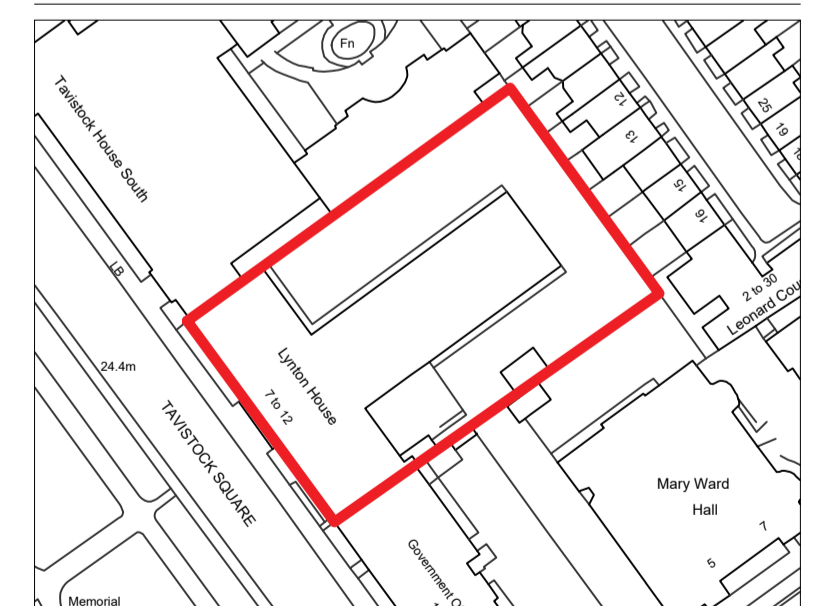 Fn
Tavistock House South
12
13
25
19
15
16
LB
2 to 30
Leonard Cou
24.4m
Lynton House
7 to 12
TAVISTOCK SQUARE
Mary Ward
Hall
7
5
Government O
Memorial